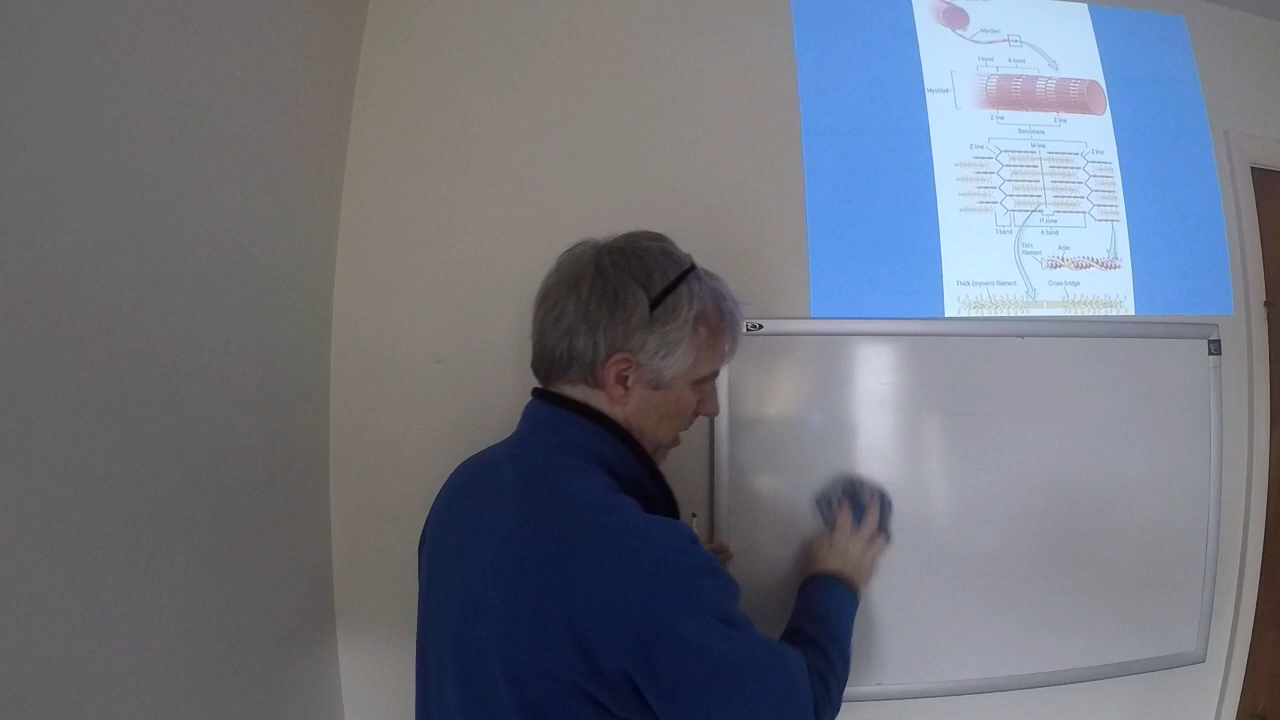 Myofibril
I band A band
Myofibril
Z line Z line
Sarcomere
M line
Z line Z line
H zone
I band A band
Thin
filament
Actin
Thick (myosin) filament Cross-bridge